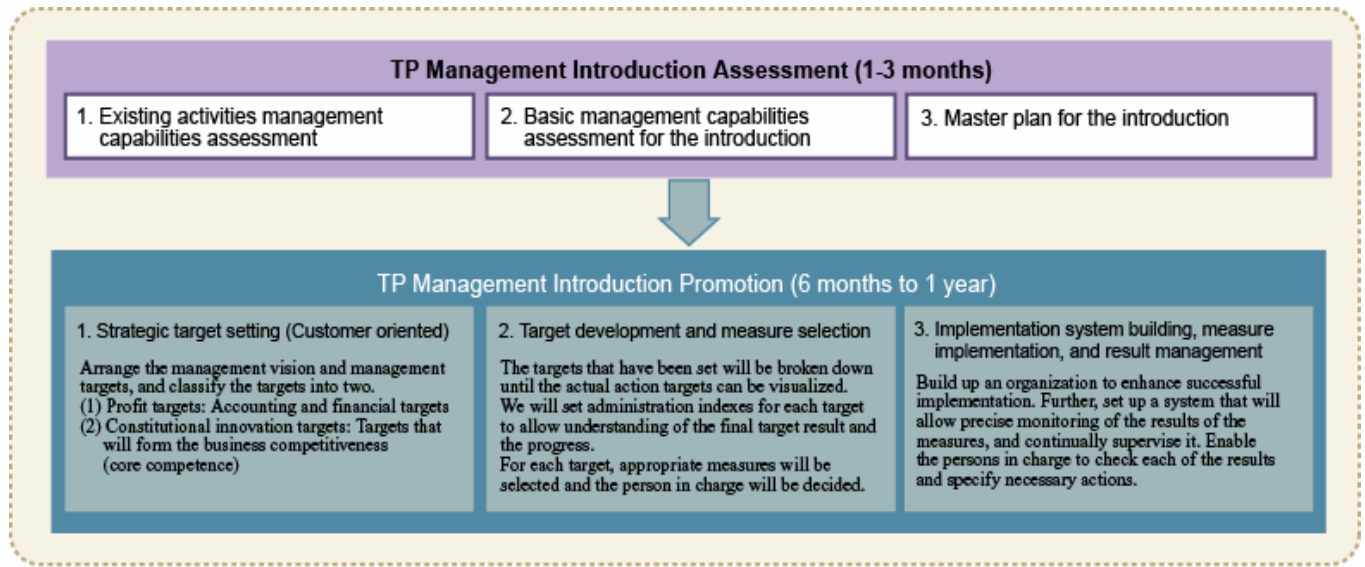 TP Management Introduction Assessment (1-3 months)
1. Existing activities management
capabilities assessment
2. Basic management capabilities
assessment for the introduction
3. Master plan for the introduction
TP Management Introduction Promotion (6 months to 1 year)
1. Strategic target setting (Customer oriented)
Arrange the management vision and management
targets, and classify the targets into two.
(1) Profit targets: Accounting and financial targets
(2) Constitutional innovation targets: Targets that
will form the business competitiveness
(core competence)
2. Target development and measure selection
The targets that have been set will be broken down
until the actual action targets can be visualized.
We will set administration indexes for each target
to allow understanding of the final target result and
the progress.
For each target, appropriate measures will be
selected and the person in charge will be decided.
3. Implementation system building, measure
implementation, and result management
Build up an organization to enhance successful
implementation. Further, set up a system that will
allow precise monitoring of the results of the
measures, and continually supervise it. Enable
the persons in charge to check each of the results
and specify necessary actions.